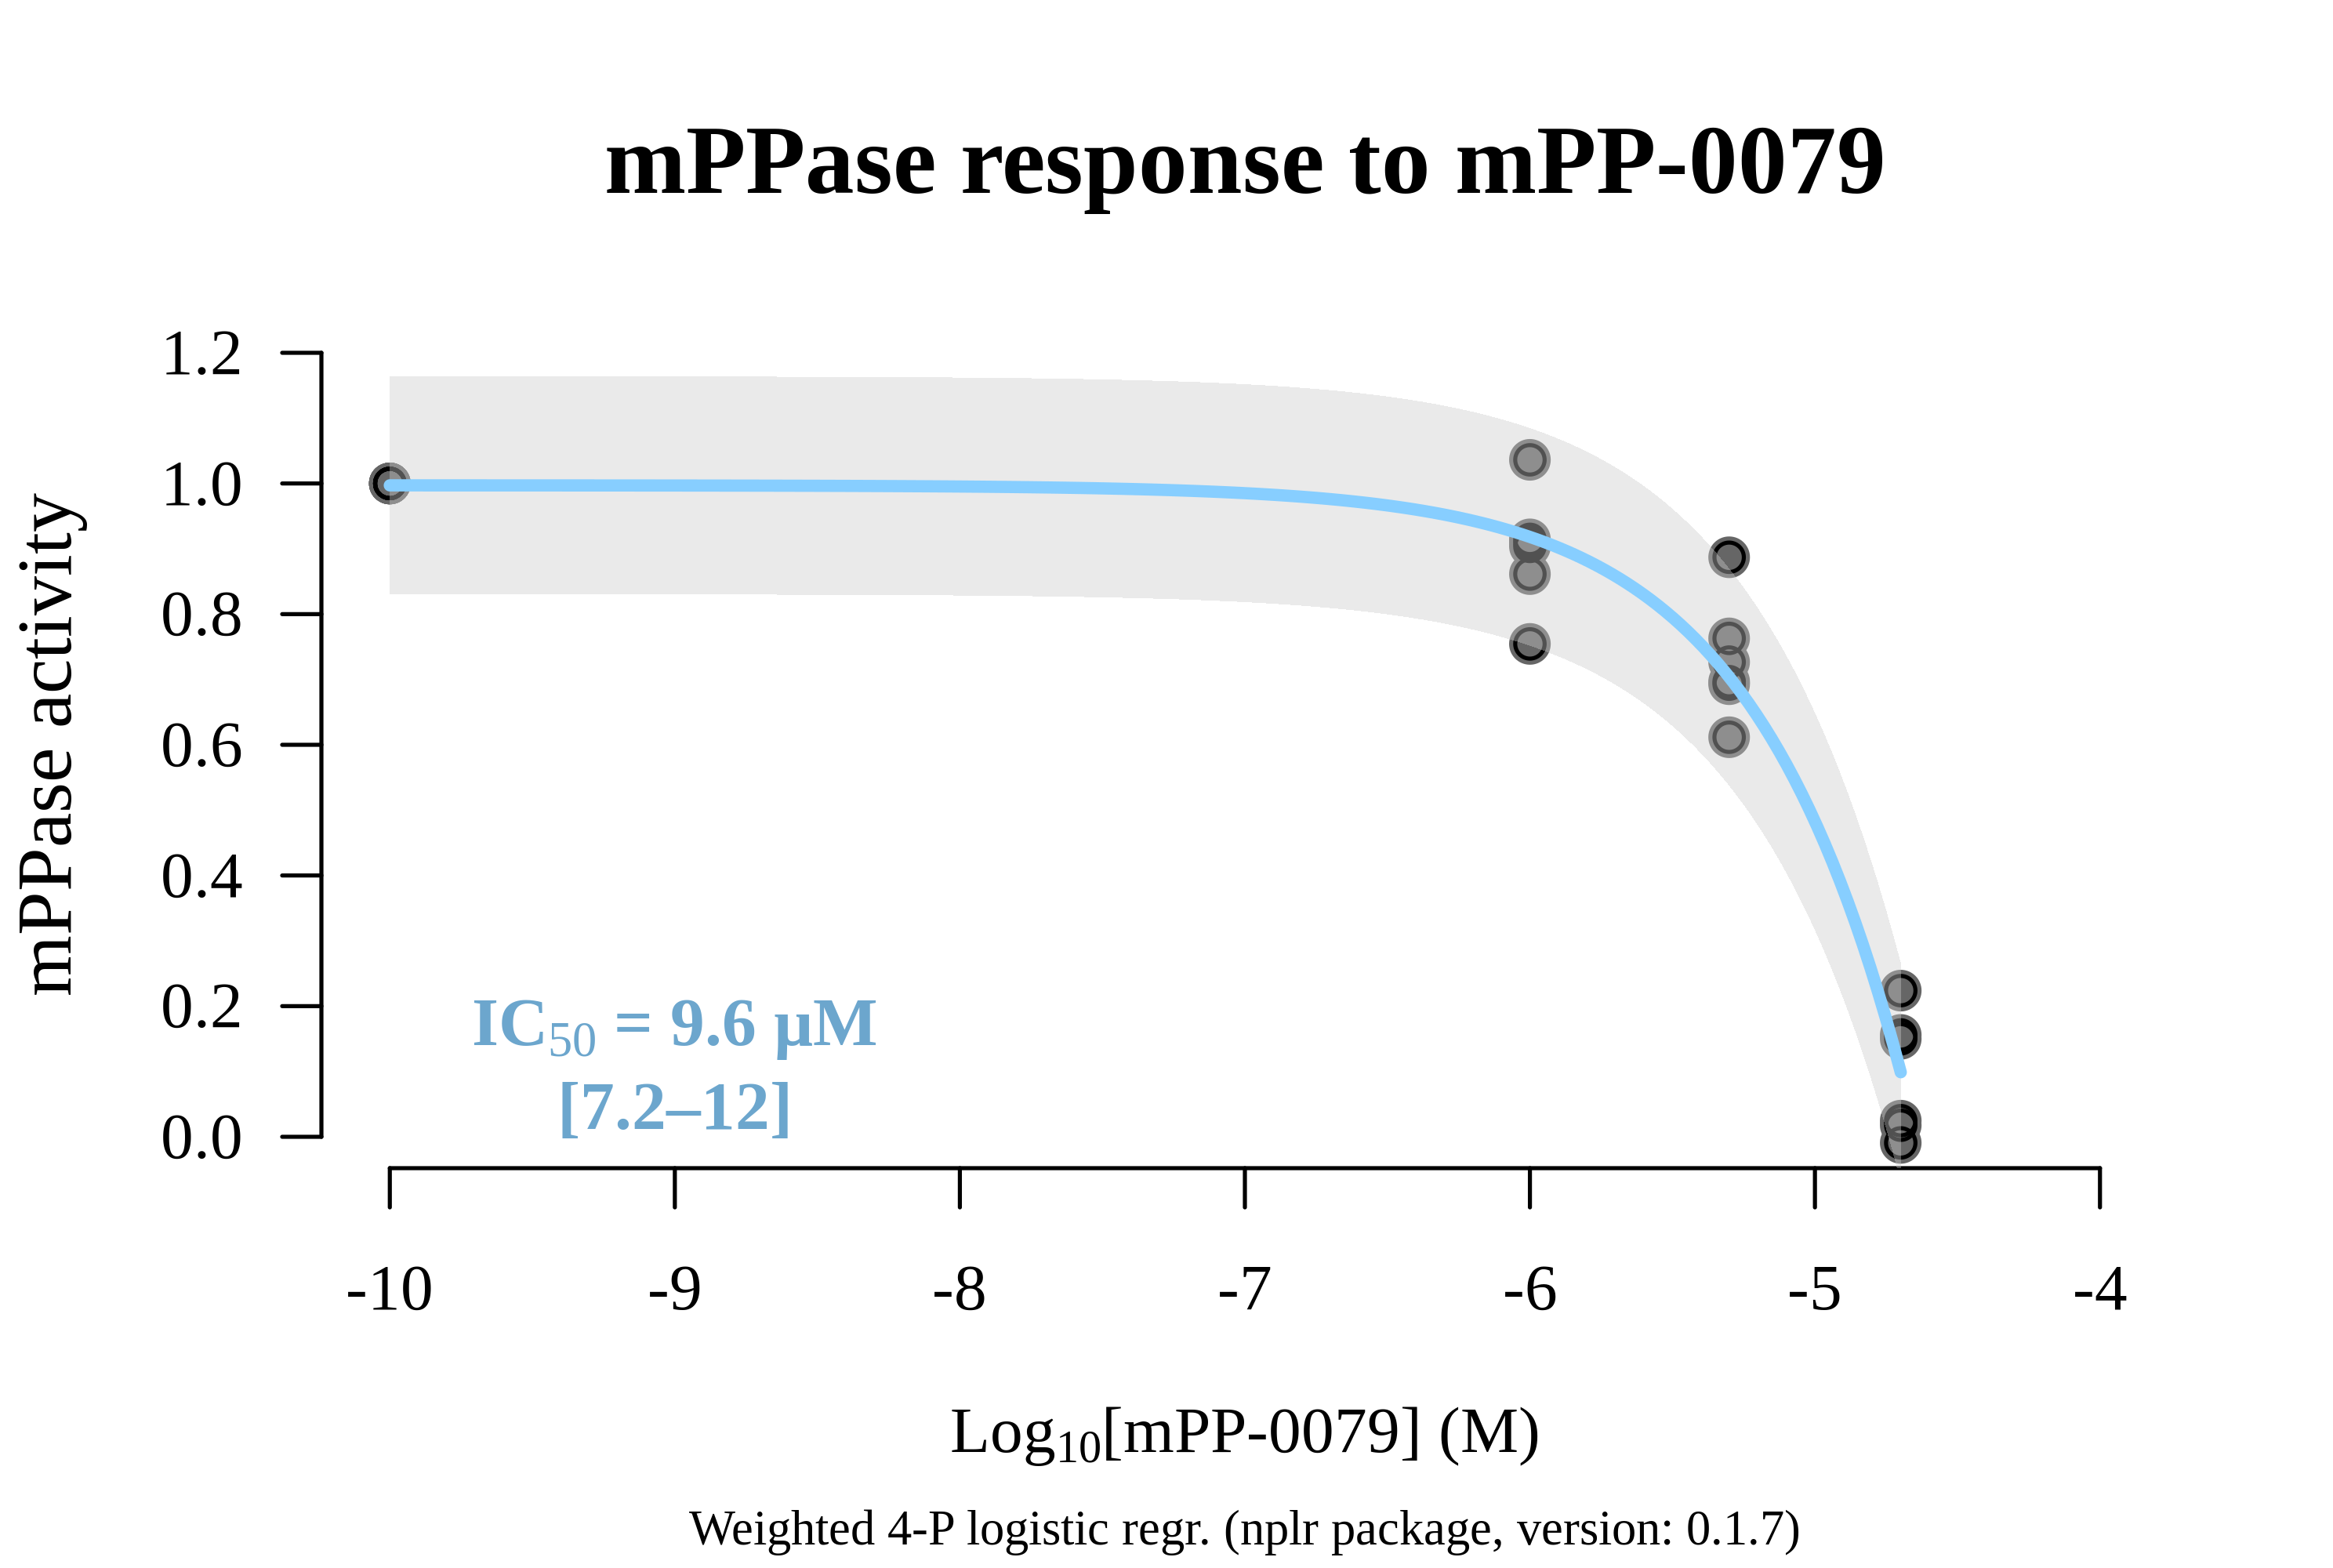 mPPase response to mPP-0079
mPPase activity
1.2
1.0
0.8
0.6
0.4
0.2
0.0
IC50 = 9.6 µM
[7.2–12]
-10 -9 -8 -7 -6 -5 -4
Log10[mPP-0079] (M)
Weighted 4-P logistic regr. (nplr package, version: 0.1.7)